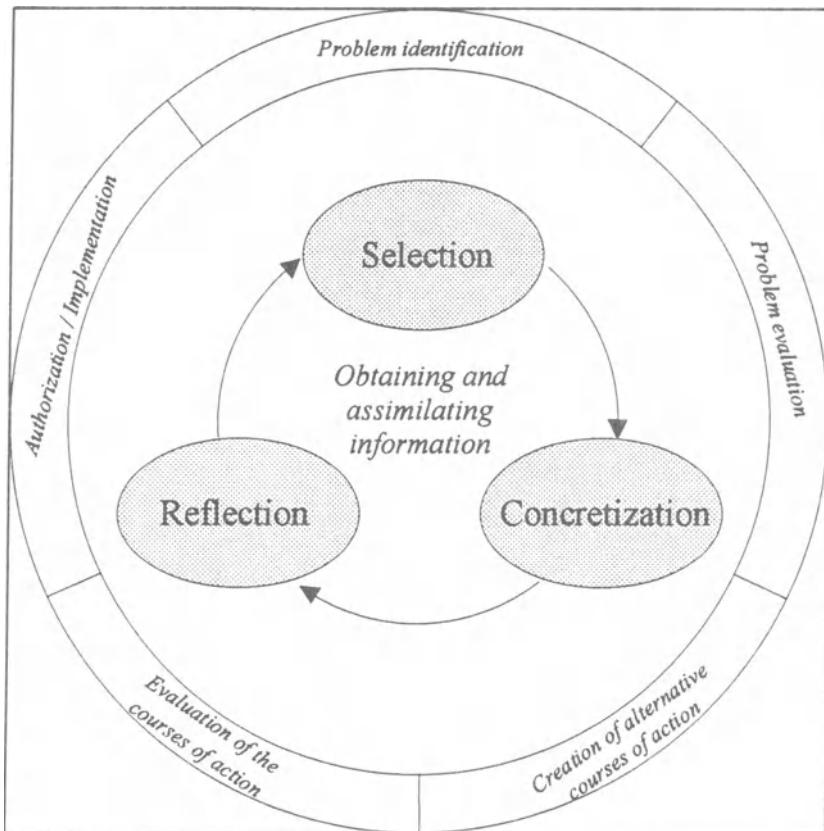 Problem identification
Problem evaluation
Creation of alternative
courses of action
Evaluation of the
courses of action
Authorization / Implementation
Selection
Obtaining and
assimilating
information
Reflection
Concretization